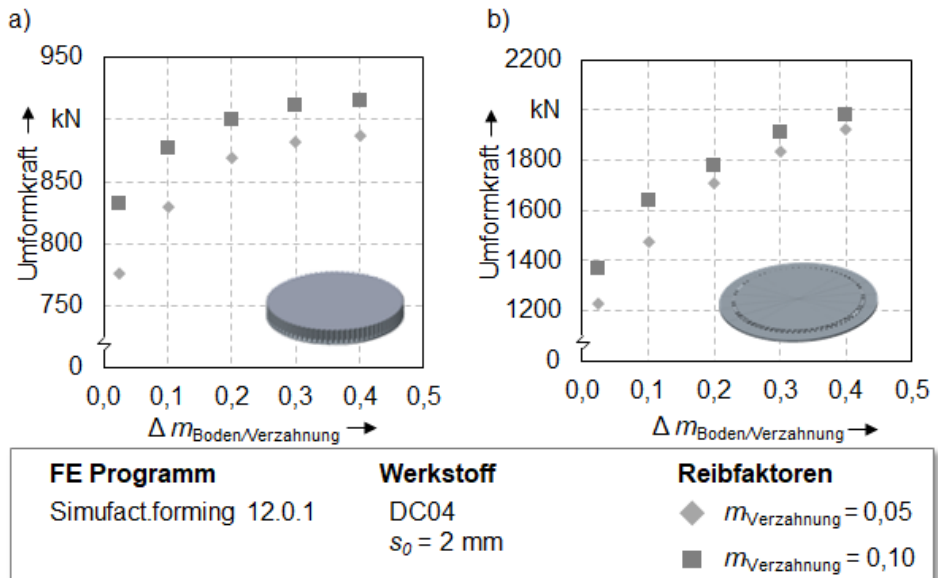 a)
950
kN
850
800
750
0
Umformkraft
0,0 0,1 0,2 0,3 0,4 0,5
Δ mBoden/Verzahnung
b)
2200
kN
1800
1600
1400
1200
0
Umformkraft
0,0 0,1 0,2 0,3 0,4 0,5
Δ mBoden/Verzahnung
FE Programm
Simufact.forming 12.0.1
Werkstoff
DC04
s0 = 2 mm
Reibfaktoren
mVerzahnung = 0,05
mVerzahnung = 0,10